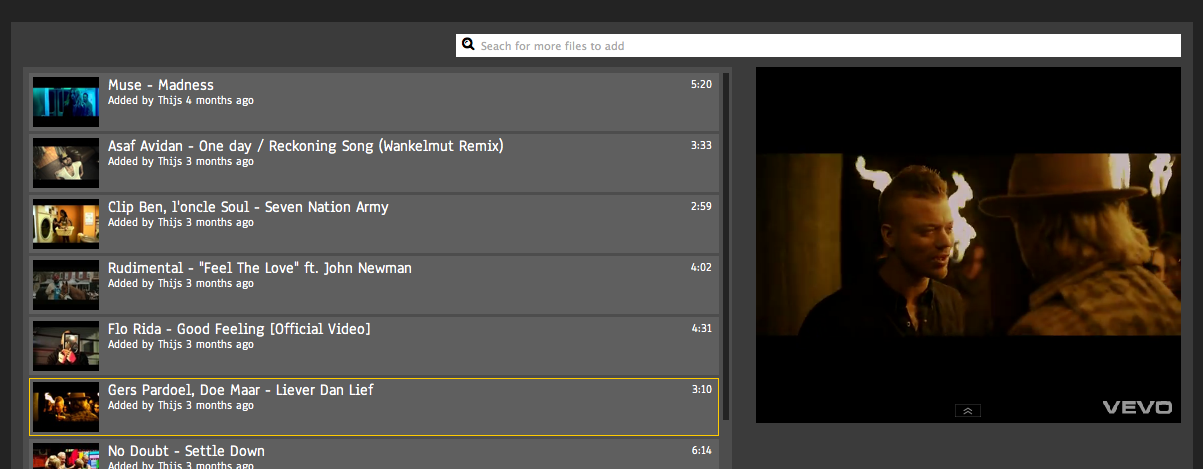 Seach for more files to add
Muse - Madness 5:20
Added by Thijs 4 months ago
Asaf Avidan - One day / Reckoning Song (Wankelmut Remix) 3:33
Added by Thijs 3 months ago
Clip Ben, l'oncle Soul - Seven Nation Army 2:59
Added by Thijs 3 months ago
Rudimental - "Feel The Love" ft. John Newman 4:02
Added by Thijs 3 months ago
Flo Rida - Good Feeling [Official Video] 4:31
Added by Thijs 3 months ago
Gers Pardoel, Doe Maar - Liever Dan Lief 3:10
Added by Thijs 3 months ago
No Doubt - Settle Down 6:14
Added by Thijs 3 months ago
VEVO